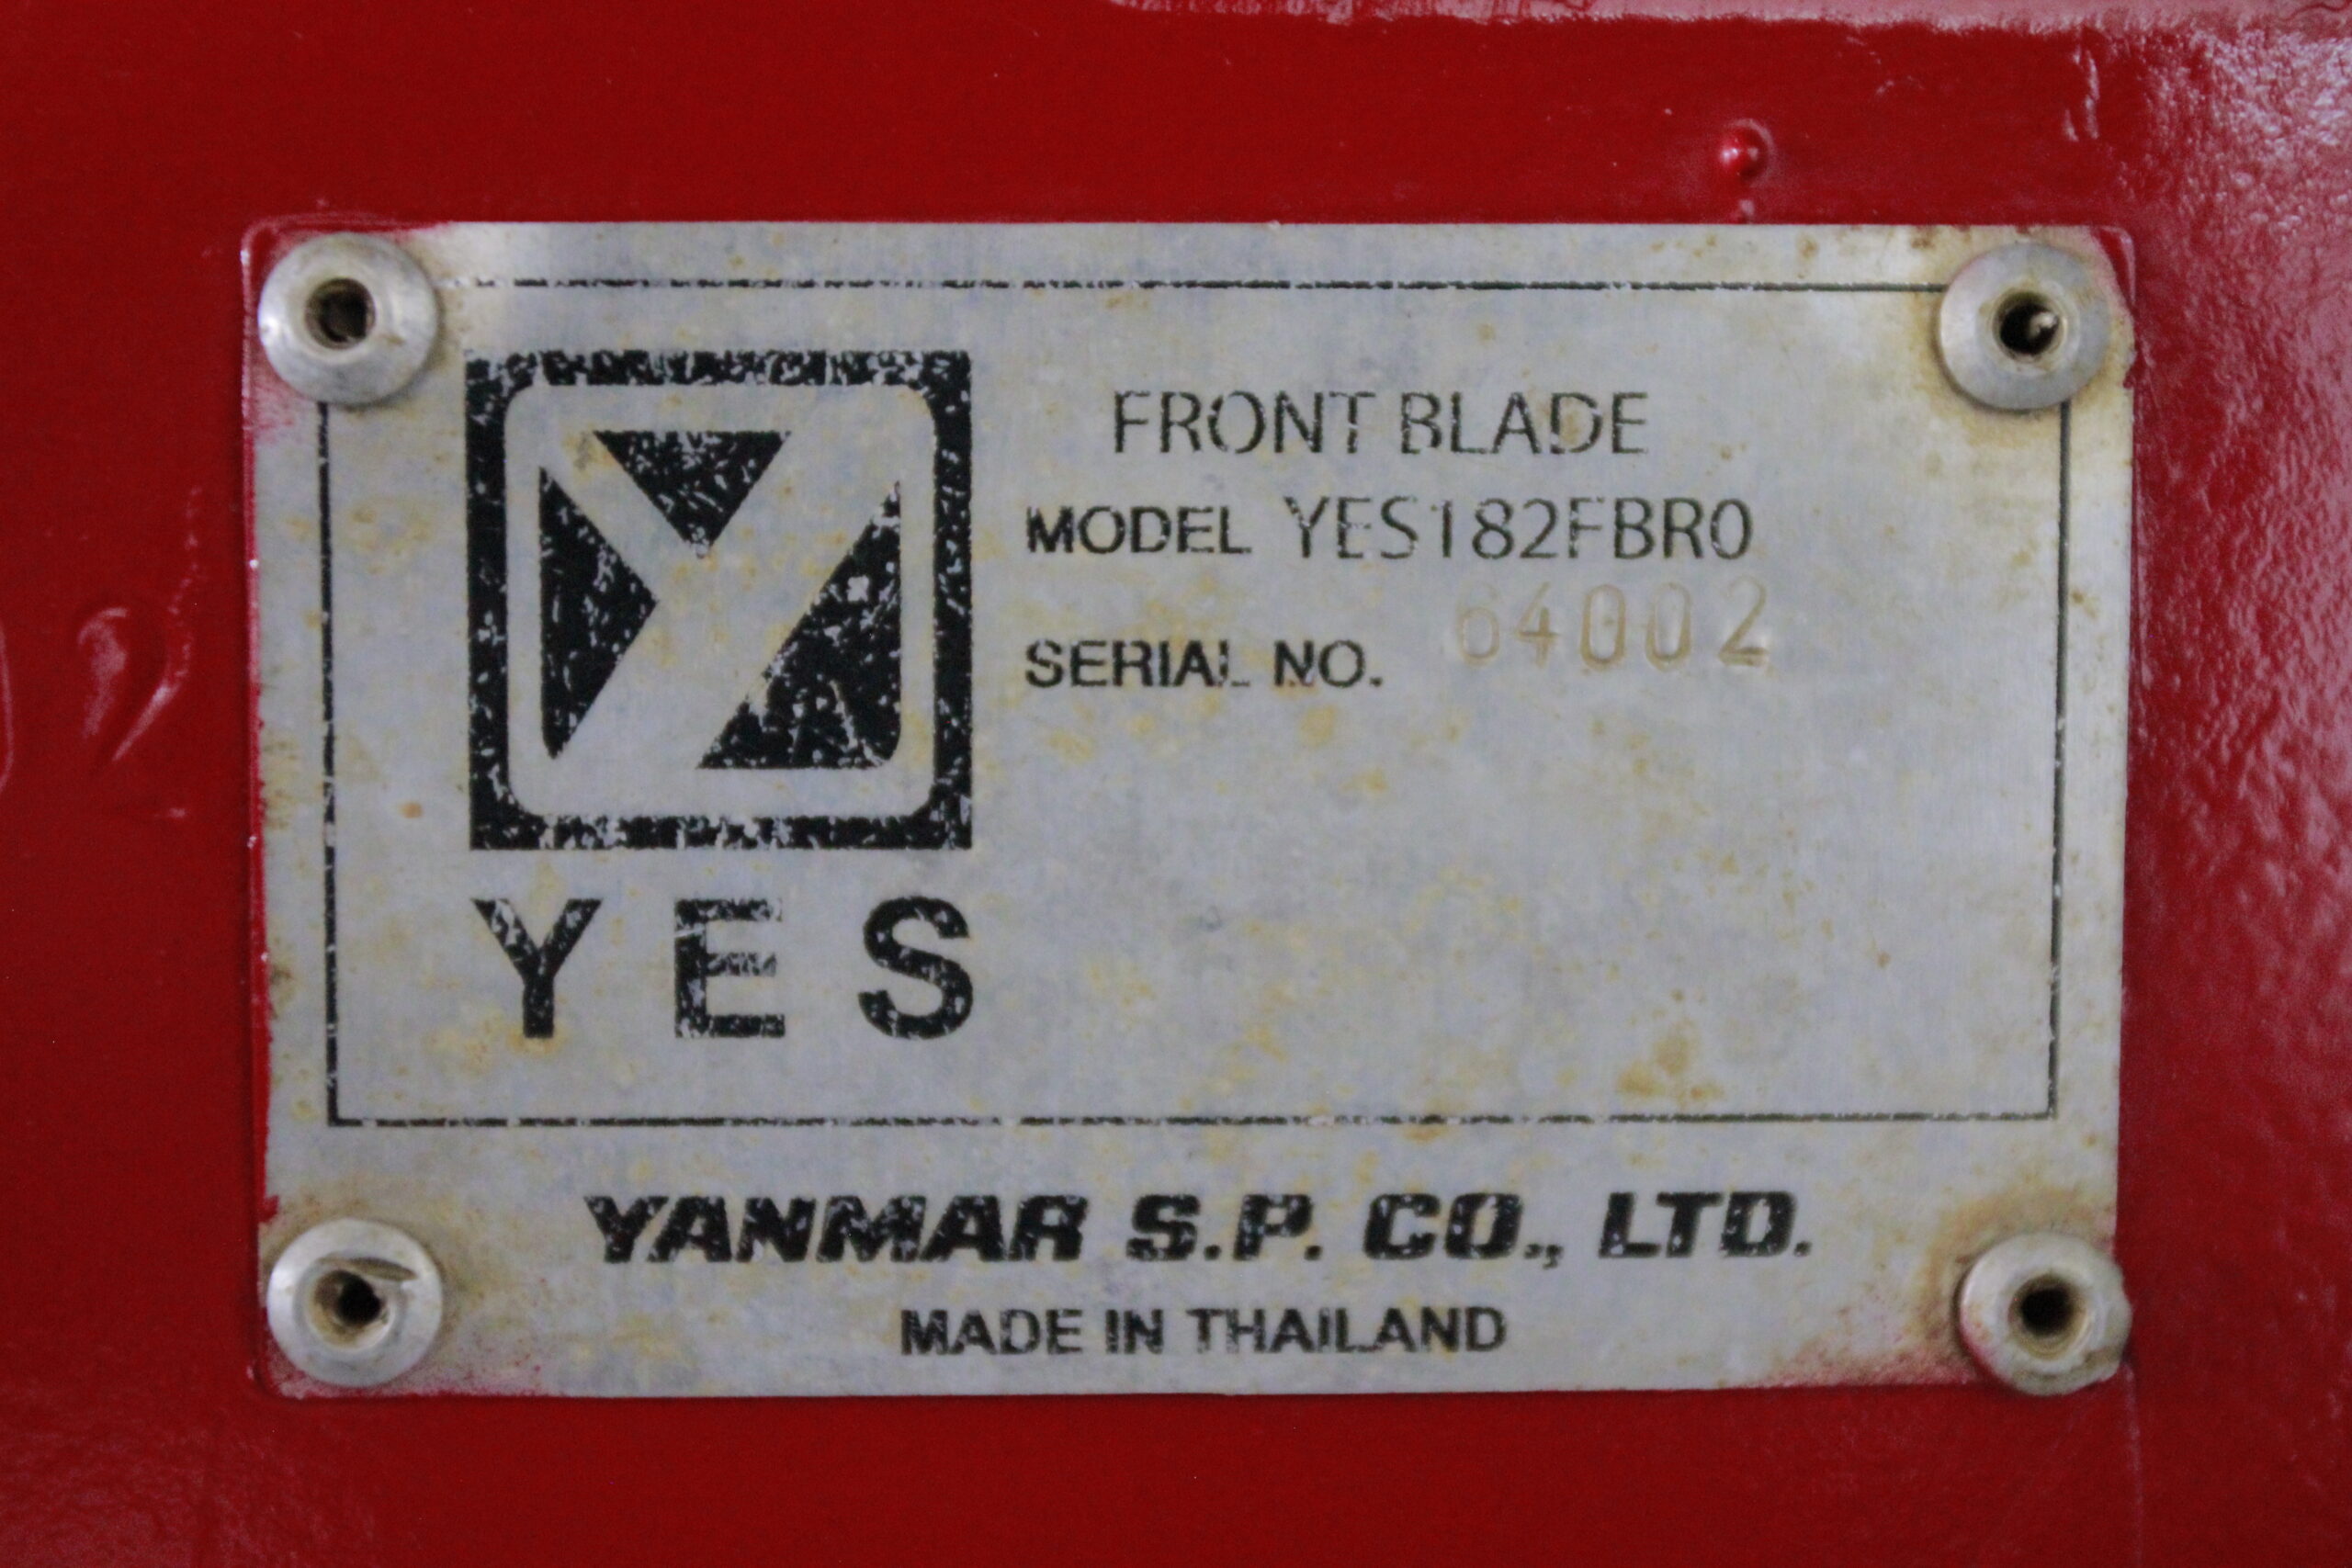 FRONT BLADE
MODEL YES182FBR0
SERIAL NO. 64002
YES
YANMAR S.P. CO., LTD.
MADE IN THAILAND